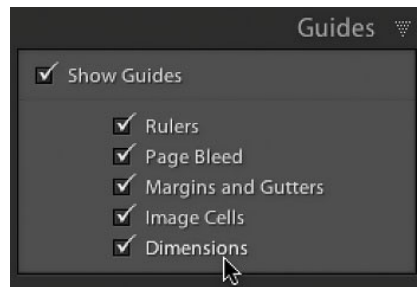 Guides
Show Guides
Rulers
Page Bleed
Margins and Gutters
Image Cells
Dimensions